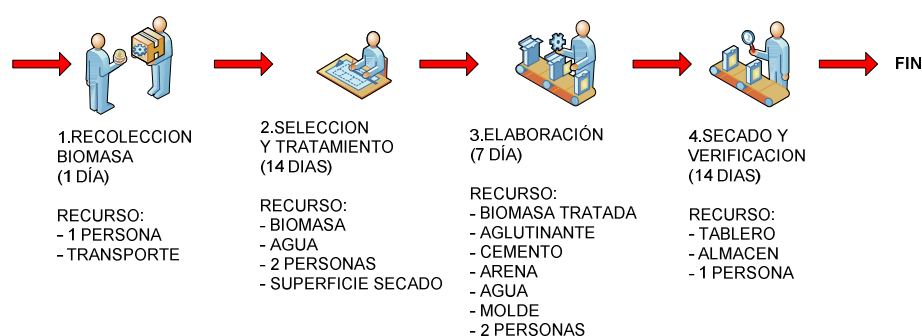 FIN
1.RECOLECCION
BIOMASA
(1 DÍA)
RECURSO:
- 1 PERSONA
- TRANSPORTE
2.SELECCION
Y TRATAMIENTO
(14 DIAS)
RECURSO:
- BIOMASA
- AGUA
- 2 PERSONAS
- SUPERFICIE SECADO
3.ELABORACIÓN
(7 DÍA)
RECURSO:
- BIOMASA TRATADA
- AGLUTINANTE
- CEMENTO
- ARENA
- AGUA
- MOLDE
- 2 PERSONAS
4.SECADO Y
VERIFICACION
(14 DIAS)
RECURSO:
- TABLERO
- ALMACEN
- 1 PERSONA